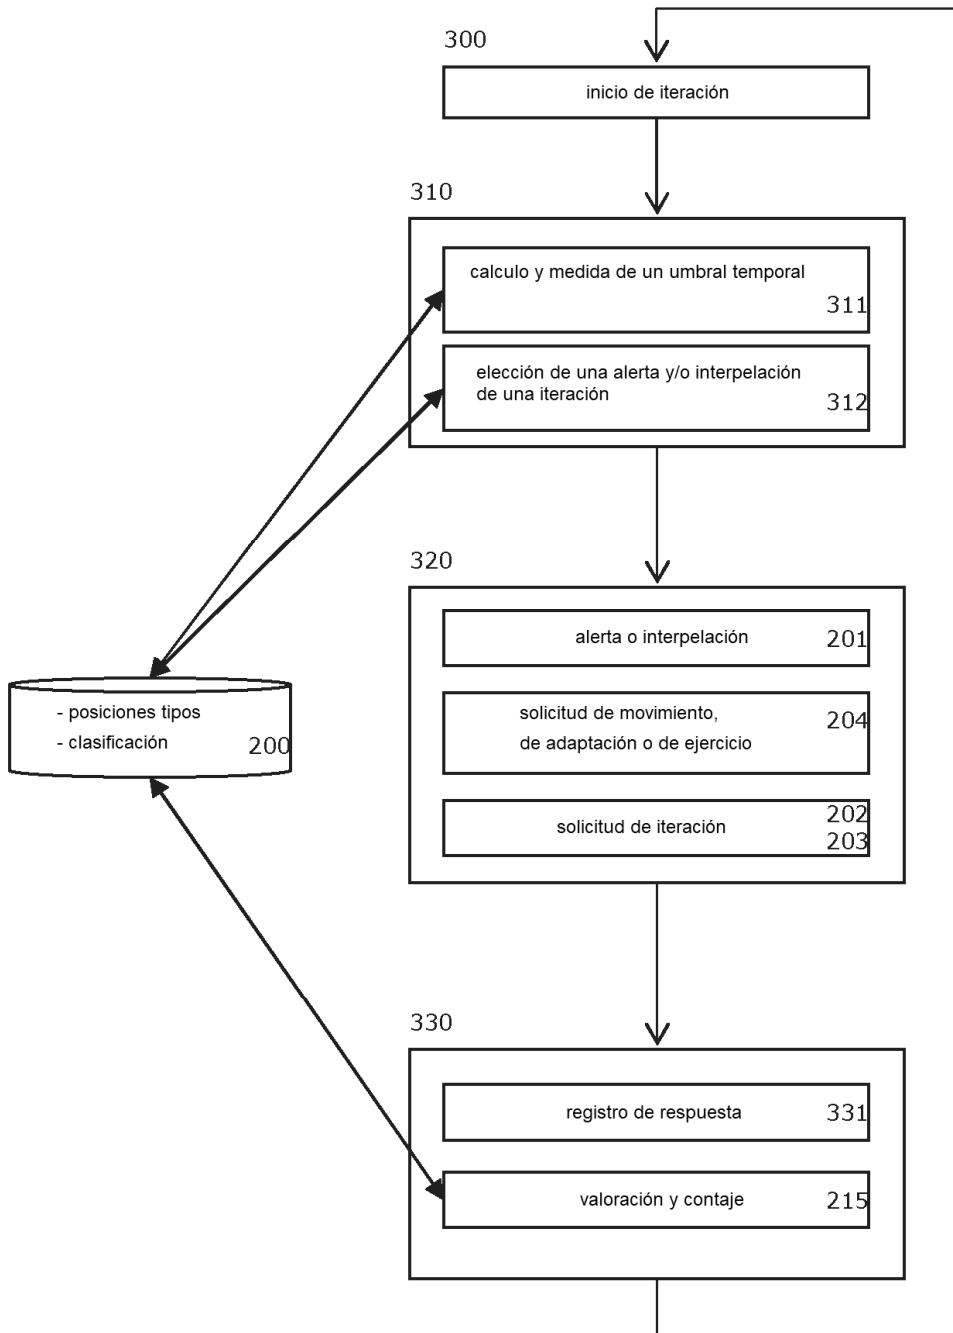 300
inicio de iteración
310
calculo y medida de un umbral temporal
311
elección de una alerta y/o interpelación
de una iteración
312
320
alerta o interpelación 201
solicitud de movimiento, 204
de adaptación o de ejercicio
202
solicitud de iteración
203
- posiciones tipos
- clasificación 200
330
registro de respuesta 331
valoración y contaje 215